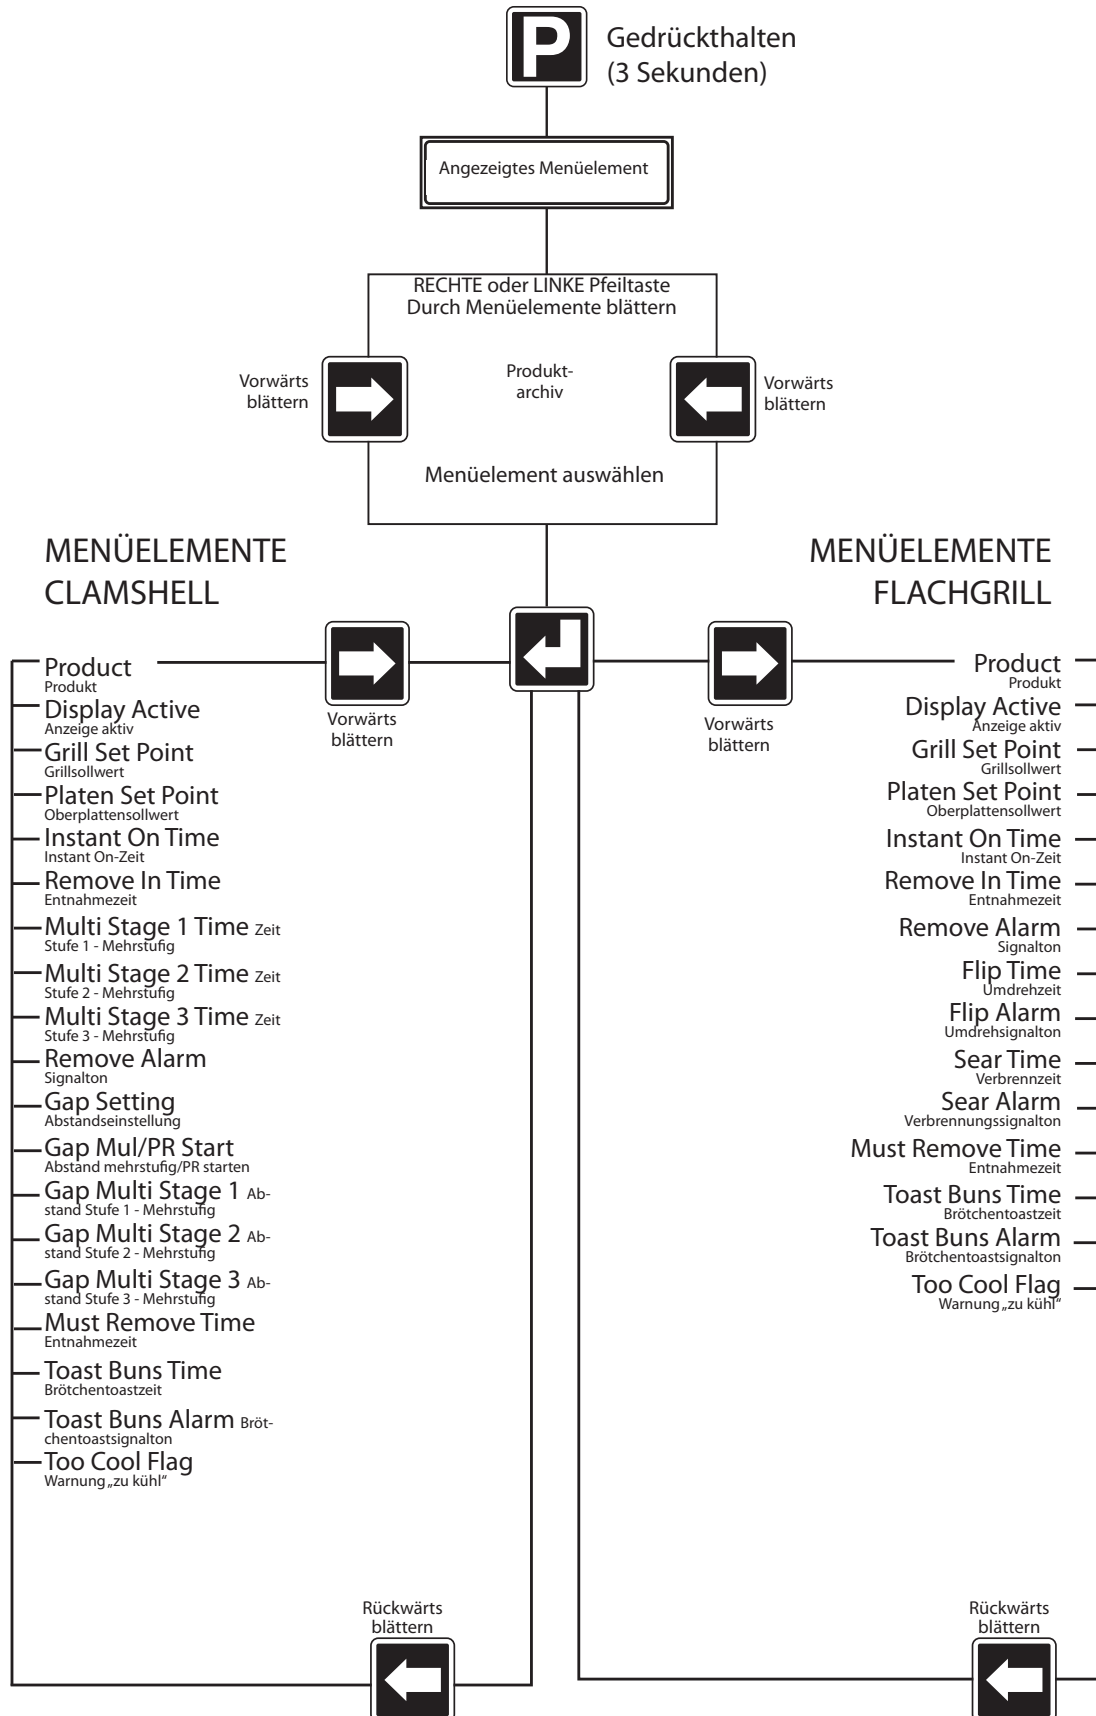 P
Gedrückthalten
(3 Sekunden)
Angezeigtes Menüelement
RECHTE oder LINKE Pfeiltaste
Durch Menüelemente blättern
Vorwärts
blättern
Produkt-
archiv
Vorwärts
blättern
Menüelement auswählen
MENÜELEMENTE
CLAMSHELL
Vorwärts
blättern
Product
Produkt
Display Active
Anzeige aktiv
Grill Set Point
Grillsollwert
Platen Set Point
Oberplattensollwert
Instant On Time
Instant On-Zeit
Remove In Time
Entnahmezeit
Multi Stage 1 Time Zeit
Stufe 1 - Mehrstufig
Multi Stage 2 Time Zeit
Stufe 2 - Mehrstufig
Multi Stage 3 Time Zeit
Stufe 3 - Mehrstufig
Remove Alarm
Signalton
Gap Setting
Abstandseinstellung
Gap Mul/PR Start
Abstand mehrstufig/PR starten
Gap Multi Stage 1 Ab-
stand Stufe 1 - Mehrstufig
Gap Multi Stage 2 Ab-
stand Stufe 2 - Mehrstufig
Gap Multi Stage 3 Ab-
stand Stufe 3 - Mehrstufig
Must Remove Time
Entnahmezeit
Toast Buns Time
Brötchentoastzeit
Toast Buns Alarm Bröt-
chentoastsignalton
Too Cool Flag
Warnung „zu kühl“
Rückwärts
blättern
MENÜELEMENTE
FLACHGRILL
Vorwärts
blättern
Product
Produkt
Display Active
Anzeige aktiv
Grill Set Point
Grillsollwert
Platen Set Point
Oberplattensollwert
Instant On Time
Instant On-Zeit
Remove In Time
Entnahmezeit
Remove Alarm
Signalton
Flip Time
Umdrehzeit
Flip Alarm
Umdrehsignalton
Sear Time
Verbrennzeit
Sear Alarm
Verbrennungssignalton
Must Remove Time
Entnahmezeit
Toast Buns Time
Brötchentoastzeit
Toast Buns Alarm
Brötchentoastsignalton
Too Cool Flag
Warnung „zu kühl“
Rückwärts
blättern